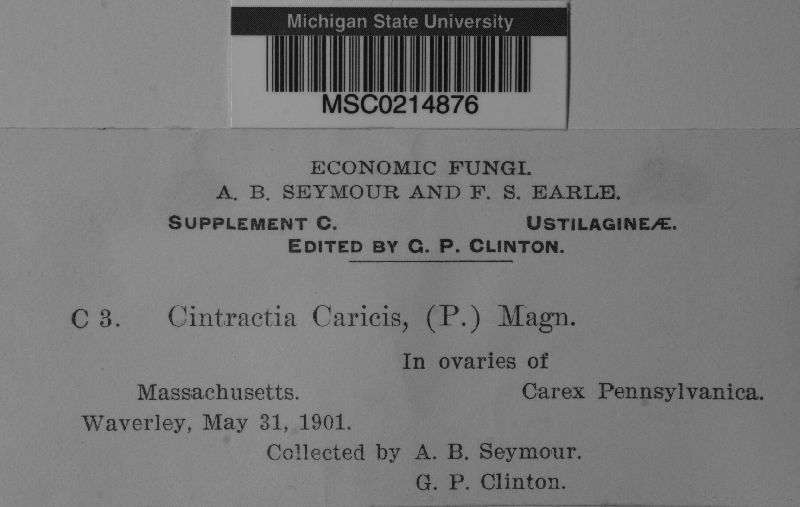 Michigan State University
MSC0214876
ECONOMIC FUNGI.
A. B. SEYMOUR AND F. S. EARLE.
SUPPLEMENT C. USTILAGINEÆ.
EDITED BY G. P. CLINTON.
C 3. Cintractia Caricis, (P.) Magn.
In ovaries of
Massachusetts. Carex Pennsylvanica.
Waverley, May 31, 1901.
Collected by A. B. Seymour.
G. P. Clinton.